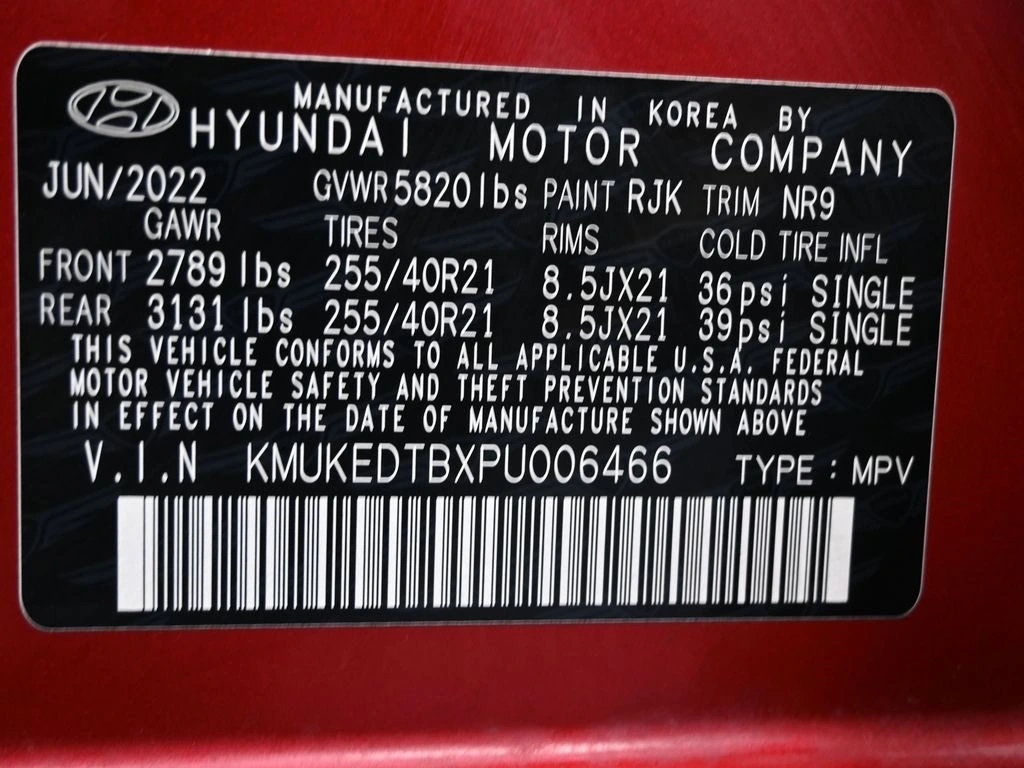 MANUFACTURED IN KOREA BY
HYUNDAI MOTOR COMPANY
JUN/2022 GVWR 5820lbs PAINT RJK TRIM NR9
GAWR TIRES RIMS COLD TIRE INFL
FRONT 2789lbs 255/40R21 8.5JX21 36psi SINGLE
REAR 3131lbs 255/40R21 8.5JX21 39psi SINGLE
THIS VEHICLE CONFORMS TO ALL APPLICABLE U.S.A. FEDERAL
MOTOR VEHICLE SAFETY AND THEFT PREVENTION STANDARDS
IN EFFECT ON THE DATE OF MANUFACTURE SHOWN ABOVE
V.I.N KMUKEDTBXPU006466 TYPE : MPV